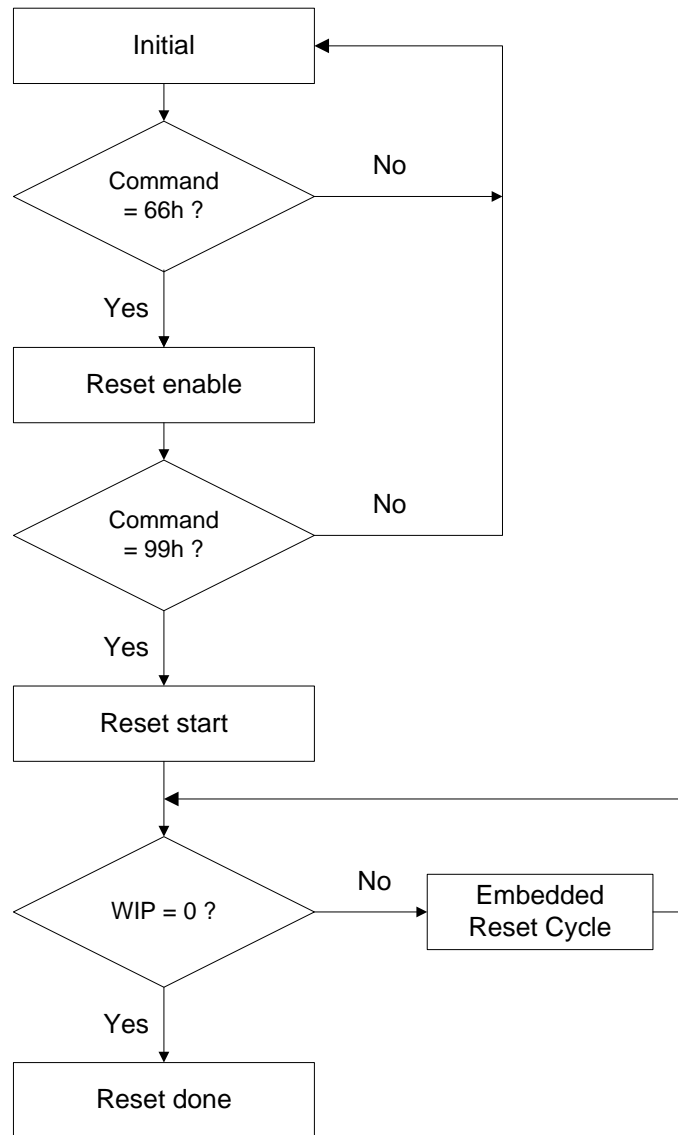 Initial
Command
= 66h ?
No
Yes
Reset enable
Command
= 99h ?
No
Yes
Reset start
WIP = 0 ?
No
Embedded
Reset Cycle
Yes
Reset done